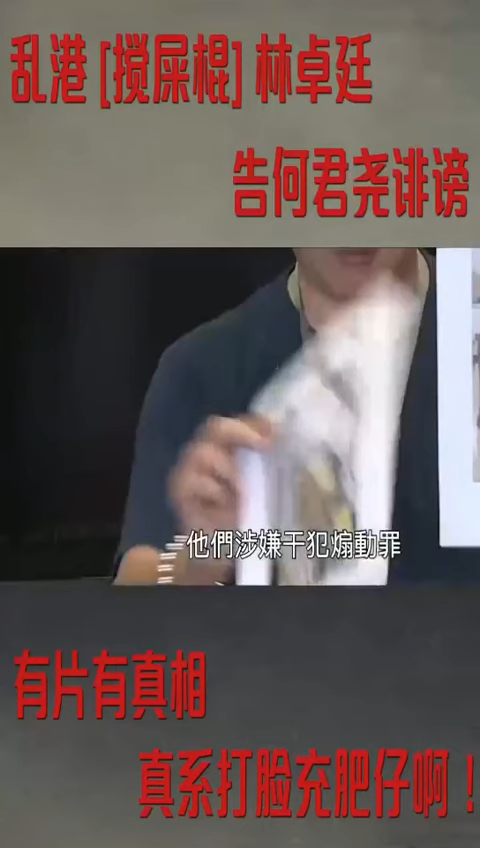 乱港 [搅屎棍] 林卓廷
告何君尧诽谤
他們涉嫌干犯煽動罪
有片有真相
真系打脸充肥仔啊！